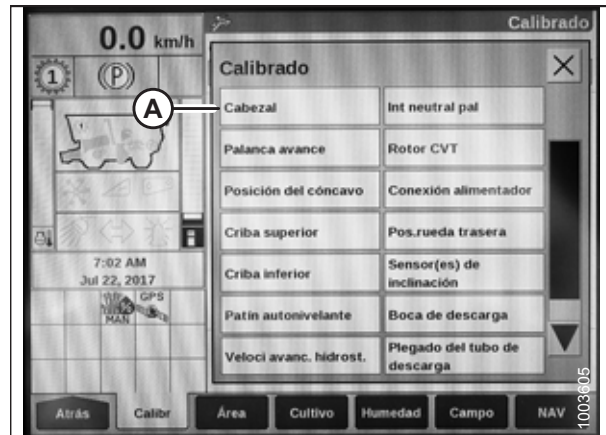 Calibrado
0.0 km/h
1
(P)
Calibrado
A
Cabezal
Int neutral pal
Palanca avance
Rotor CVT
Posición del cóncavo
Conexión alimentador
Criba superior
Pos.rueda trasera
Criba inferior
Sensor(es) de
inclinación
Patín autonivelante
Boca de descarga
Veloci avanc. hidrost.
Plegado del tubo de
descarga
7:02 AM
Jul 22, 2017
GPS
MAN
Atrás
Calibr
Área
Cultivo
Humedad
Campo
NAV
1003605